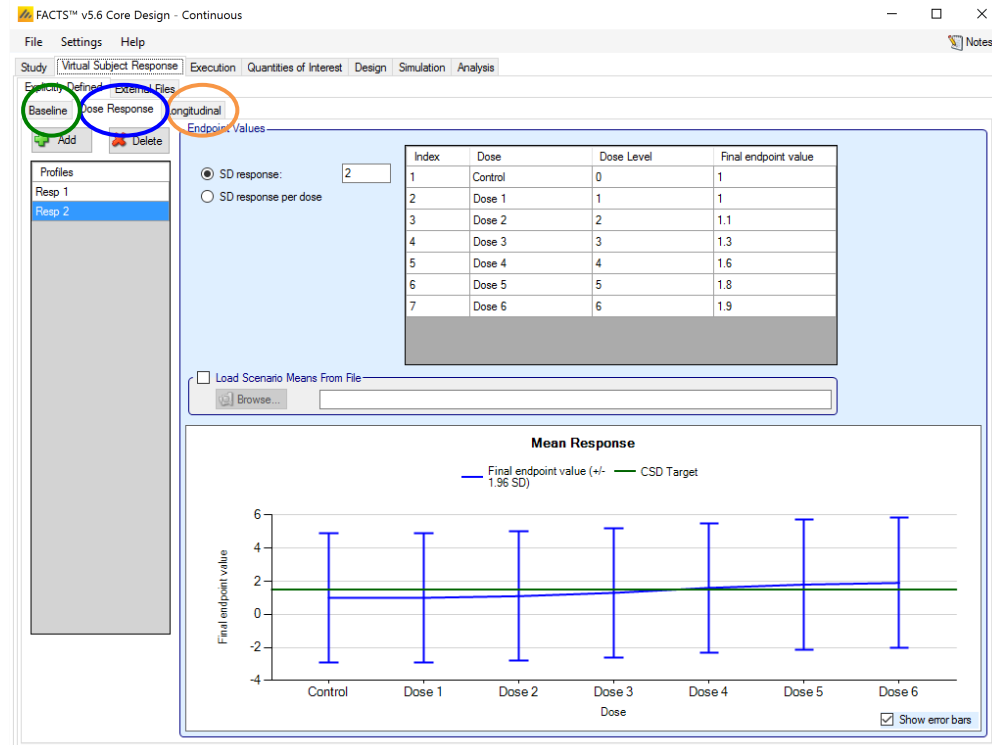 FACTS™ v5.6 Core Design - Continuous
File Settings Help
Notes
Study Virtual Subject Response Execution Quantities of Interest Design Simulation Analysis
Explicitly Defined External Files
Baseline Dose Response Longitudinal
Add Delete
Endpoint Values
Profiles
Resp 1
Resp 2
SD response: 2
SD response per dose
Index Dose Dose Level Final endpoint value
1 Control 0 1
2 Dose 1 1 1
3 Dose 2 2 1.1
4 Dose 3 3 1.3
5 Dose 4 4 1.6
6 Dose 5 5 1.8
7 Dose 6 6 1.9
Load Scenario Means From File
Browse...
Mean Response
Final endpoint value (+/- 1.96 SD) CSD Target
Final endpoint value
6
4
2
0
-2
-4
Control Dose 1 Dose 2 Dose 3 Dose 4 Dose 5 Dose 6
Dose
Show error bars